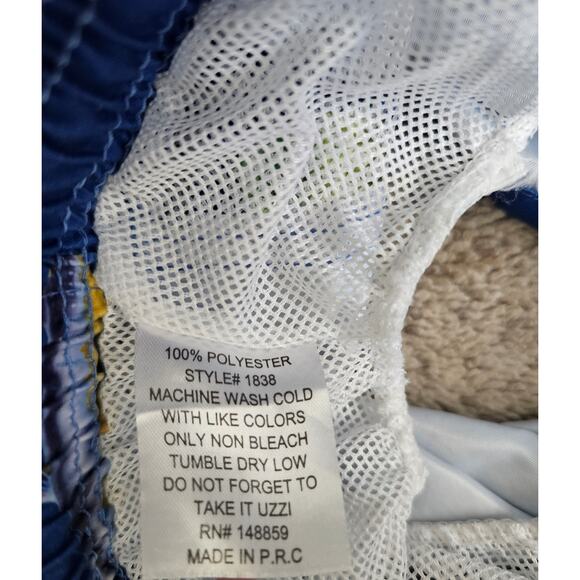 100% POLYESTER
STYLE# 1838
MACHINE WASH COLD
WITH LIKE COLORS
ONLY NON BLEACH
TUMBLE DRY LOW
DO NOT FORGET TO
TAKE IT UZZI
RN# 148859
MADE IN P.R.C